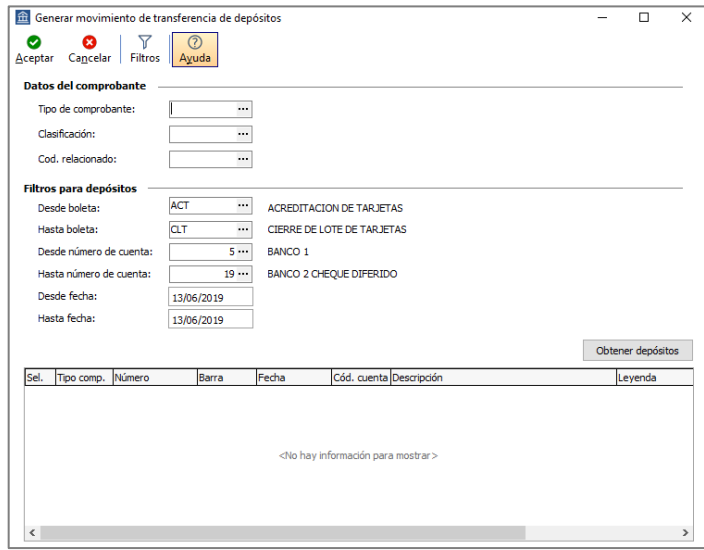 Generar movimiento de transferencia de depósitos
Aceptar Cancelar Filtros Ayuda
Datos del comprobante
Tipo de comprobante:
Clasificación:
Cod. relacionado:
Filtros para depósitos
Desde boleta: ACT ... ACREDITACION DE TARJETAS
Hasta boleta: CLT ... CIERRE DE LOTE DE TARJETAS
Desde número de cuenta: 5 ... BANCO 1
Hasta número de cuenta: 19 ... BANCO 2 CHEQUE DIFERIDO
Desde fecha: 13/06/2019
Hasta fecha: 13/06/2019
Obtener depósitos
Sel. Tipo comp. Número Barra Fecha Cód. cuenta Descripción Leyenda
<No hay información para mostrar>